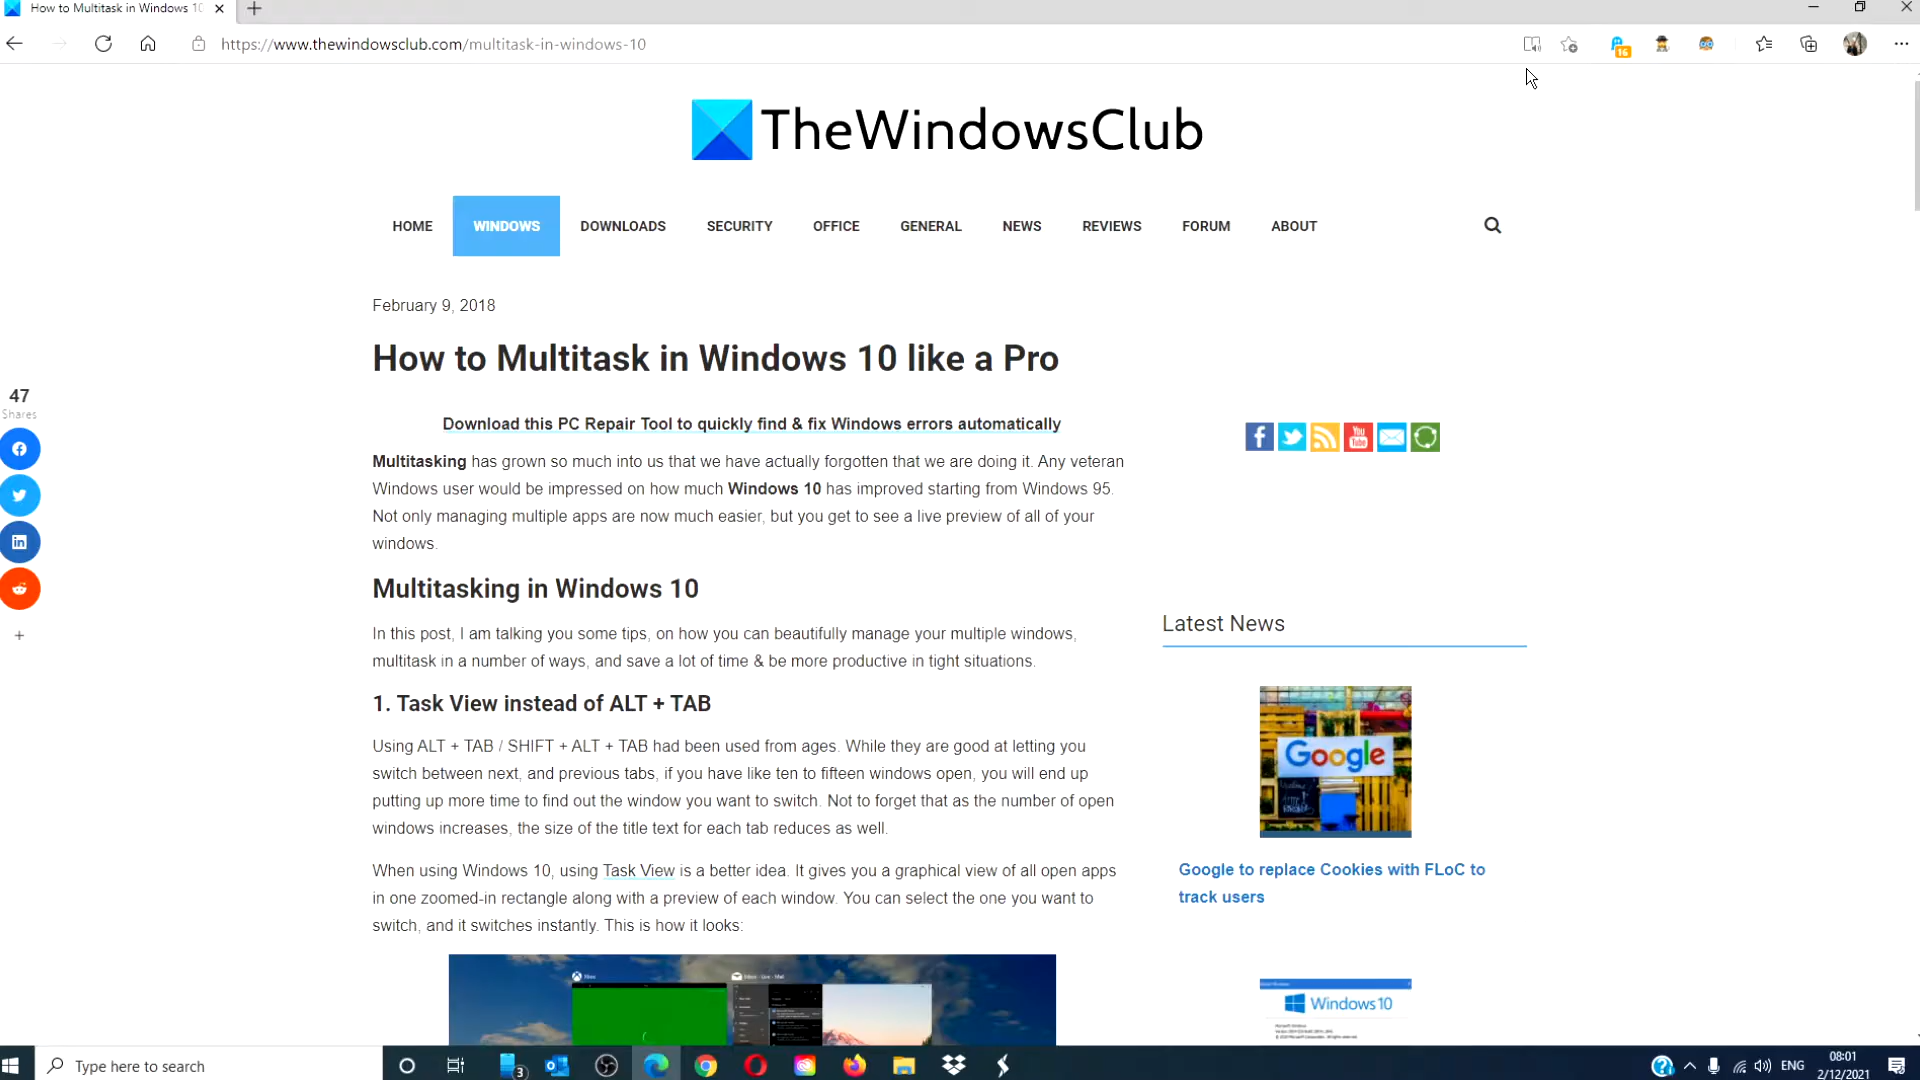 How to Multitask in Windows 10
https://www.thewindowsclub.com/multitask-in-windows-10
16
TheWindowsClub
HOME WINDOWS DOWNLOADS SECURITY OFFICE GENERAL NEWS REVIEWS FORUM ABOUT
February 9, 2018
How to Multitask in Windows 10 like a Pro
47
Shares
Download this PC Repair Tool to quickly find & fix Windows errors automatically
You
Tube
Multitasking has grown so much into us that we have actually forgotten that we are doing it. Any veteran
Windows user would be impressed on how much Windows 10 has improved starting from Windows 95.
Not only managing multiple apps are now much easier, but you get to see a live preview of all of your
windows.
Multitasking in Windows 10
In this post, I am talking you some tips, on how you can beautifully manage your multiple windows,
multitask in a number of ways, and save a lot of time & be more productive in tight situations.
1. Task View instead of ALT + TAB
Using ALT + TAB / SHIFT + ALT + TAB had been used from ages. While they are good at letting you
switch between next, and previous tabs, if you have like ten to fifteen windows open, you will end up
putting up more time to find out the window you want to switch. Not to forget that as the number of open
windows increases, the size of the title text for each tab reduces as well.
When using Windows 10, using Task View is a better idea. It gives you a graphical view of all open apps
in one zoomed-in rectangle along with a preview of each window. You can select the one you want to
switch, and it switches instantly. This is how it looks:
Xbox
Inbox - Live - Mail
Latest News
Google
Google to replace Cookies with FLoC to
track users
Windows 10
Type here to search
3
ENG
08:01
2/12/2021